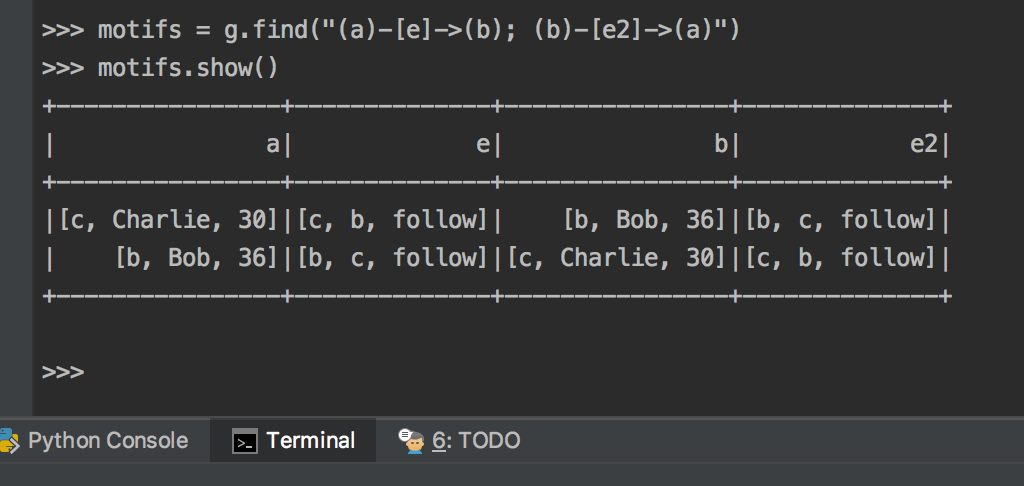 >>> motifs = g.find("(a)-[e]->(b); (b)-[e2]->(a)")
>>> motifs.show()
+----------------+--------------+----------------+--------------+
|               a|             e|               b|            e2|
+----------------+--------------+----------------+--------------+
|[c, Charlie, 30]|[c, b, follow]|    [b, Bob, 36]|[b, c, follow]|
|    [b, Bob, 36]|[b, c, follow]|[c, Charlie, 30]|[c, b, follow]|
+----------------+--------------+----------------+--------------+
>>>
Python Console >_ Terminal 6: TODO